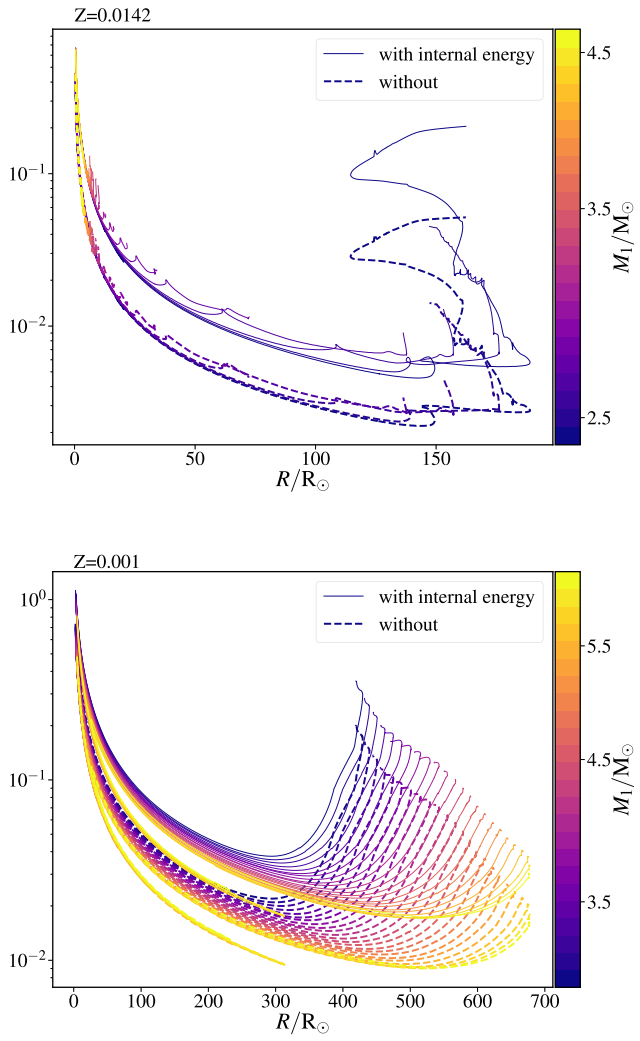 Z=0.0142
with internal energy
without
10⁻¹
10⁻²
0
50
100
150
R/R☉
4.5
3.5
2.5
M₁/M☉
Z=0.001
with internal energy
without
10⁰
10⁻¹
10⁻²
0
100
200
300
400
500
600
700
R/R☉
5.5
4.5
3.5
M₁/M☉